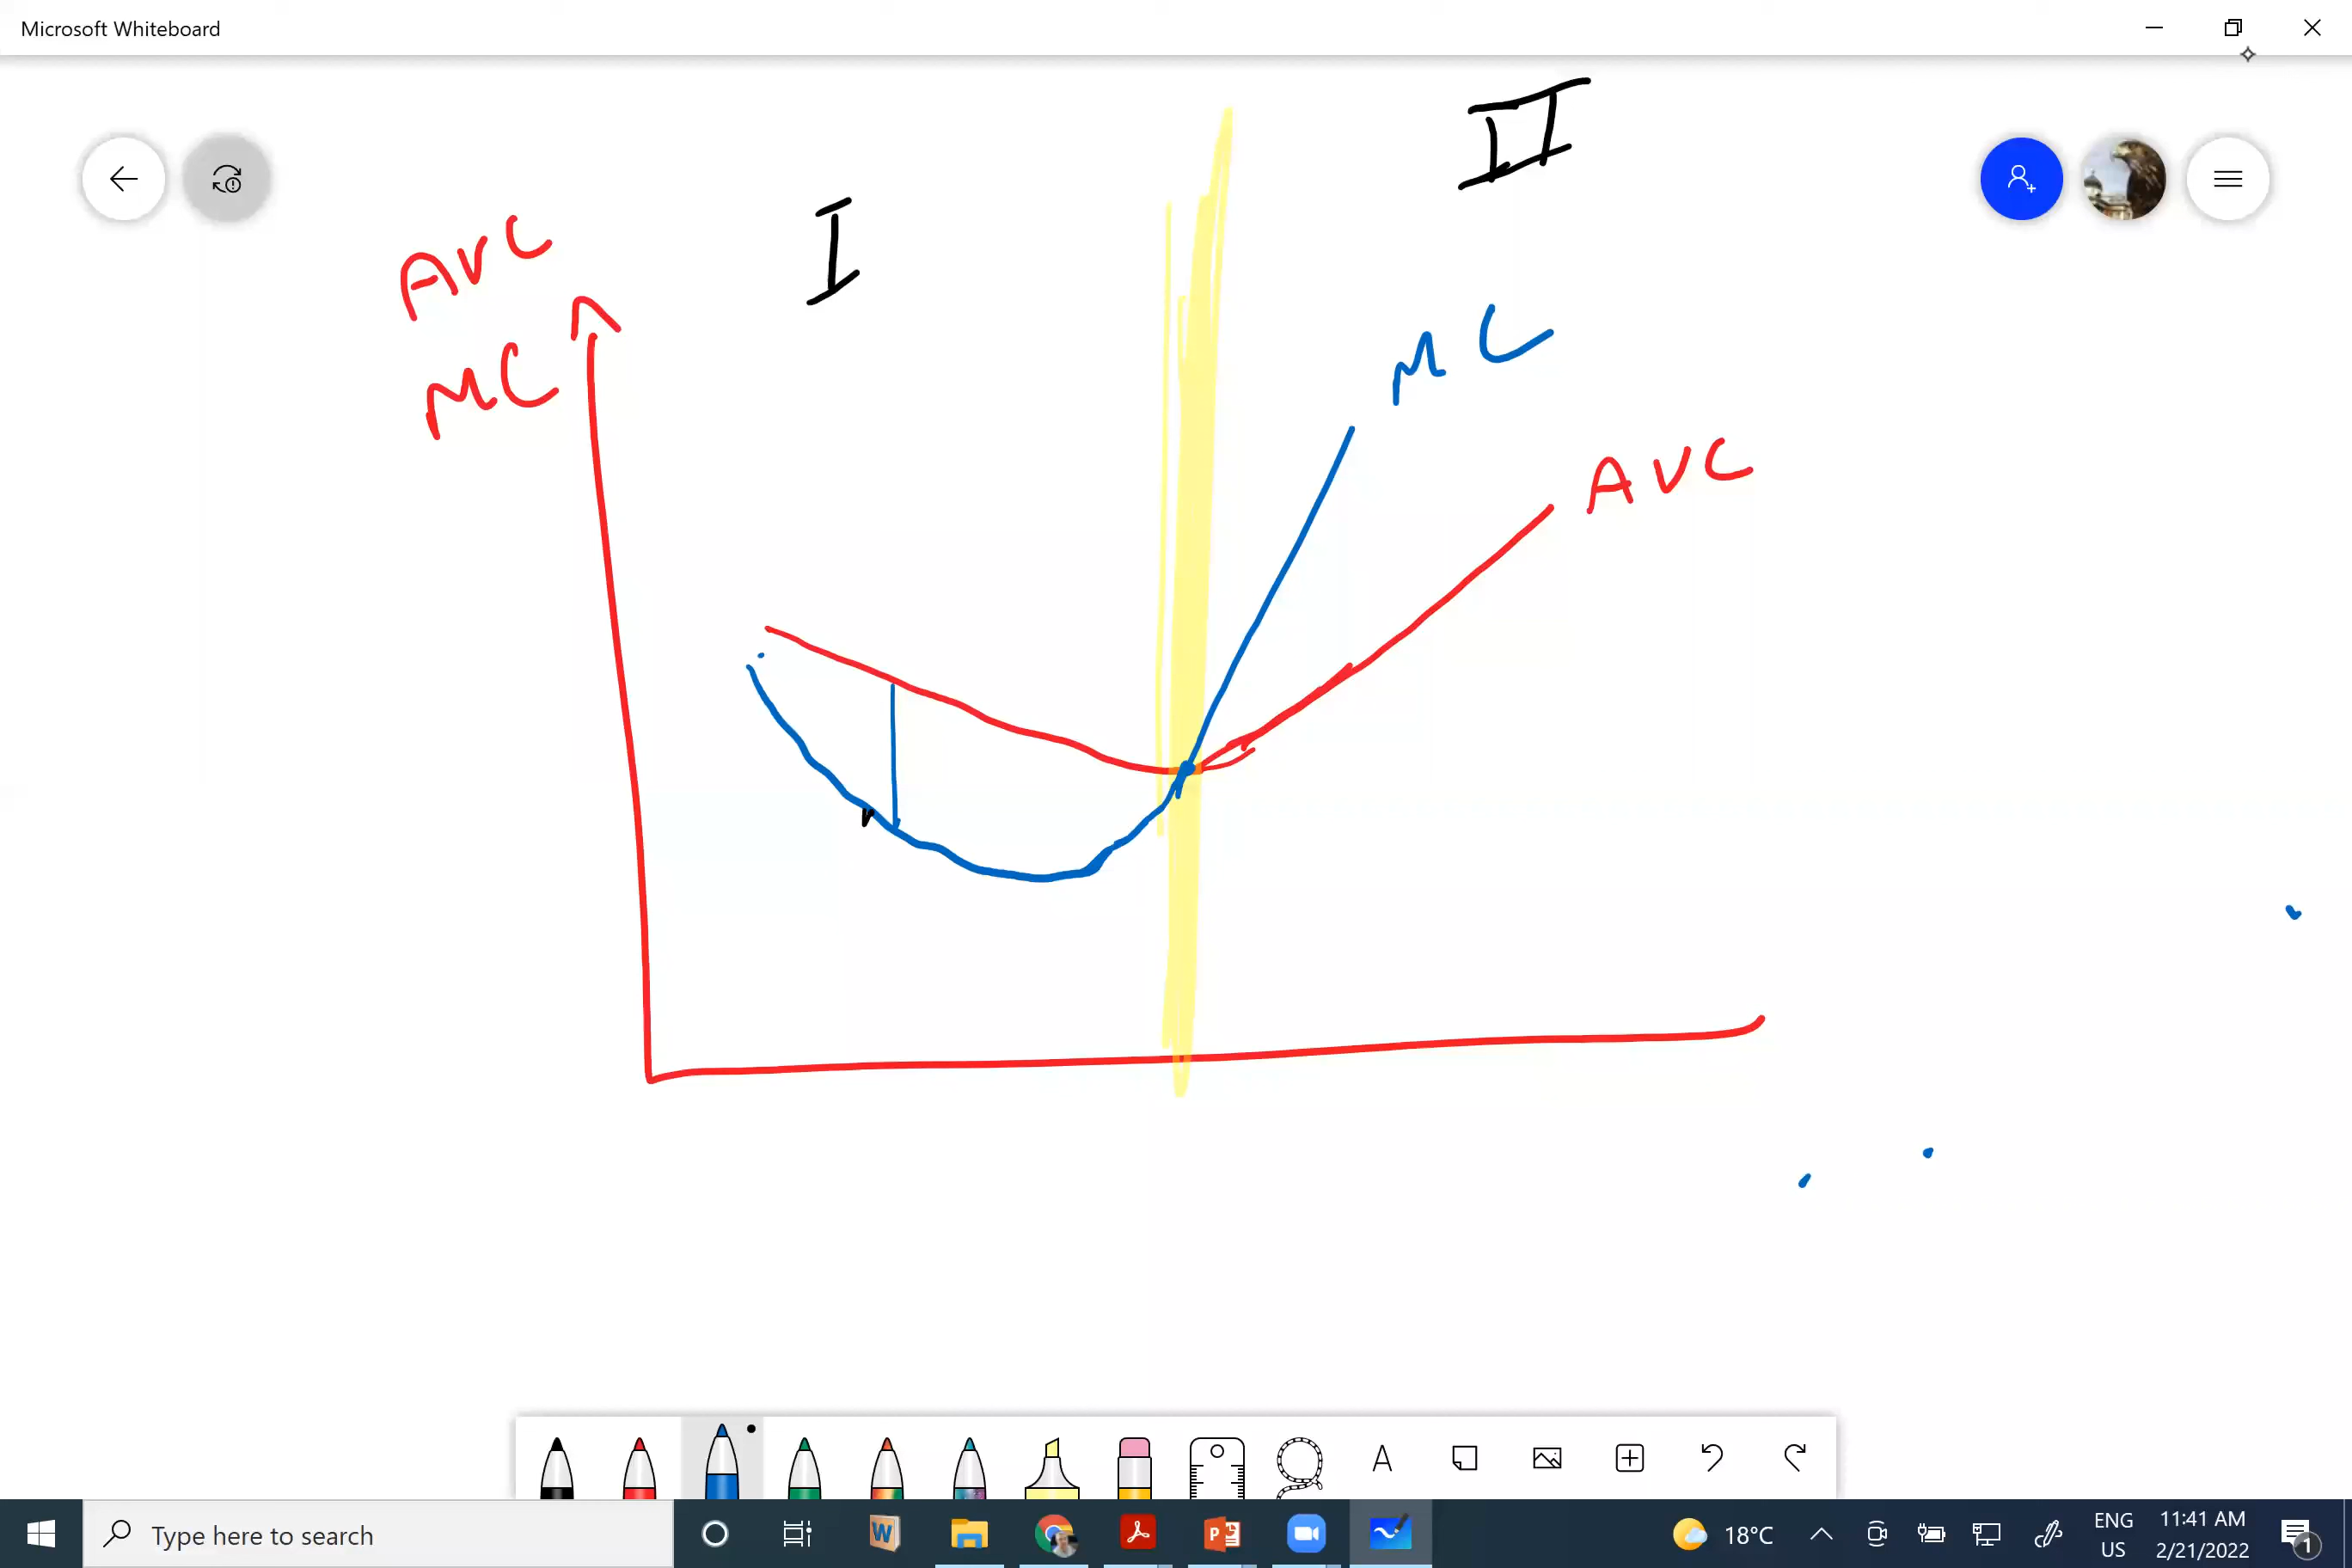 Microsoft Whiteboard
II
I
AVC
MC
MC
AVC
A
Type here to search
W
P
18°C
ENG
US
11:41 AM
2/21/2022
1